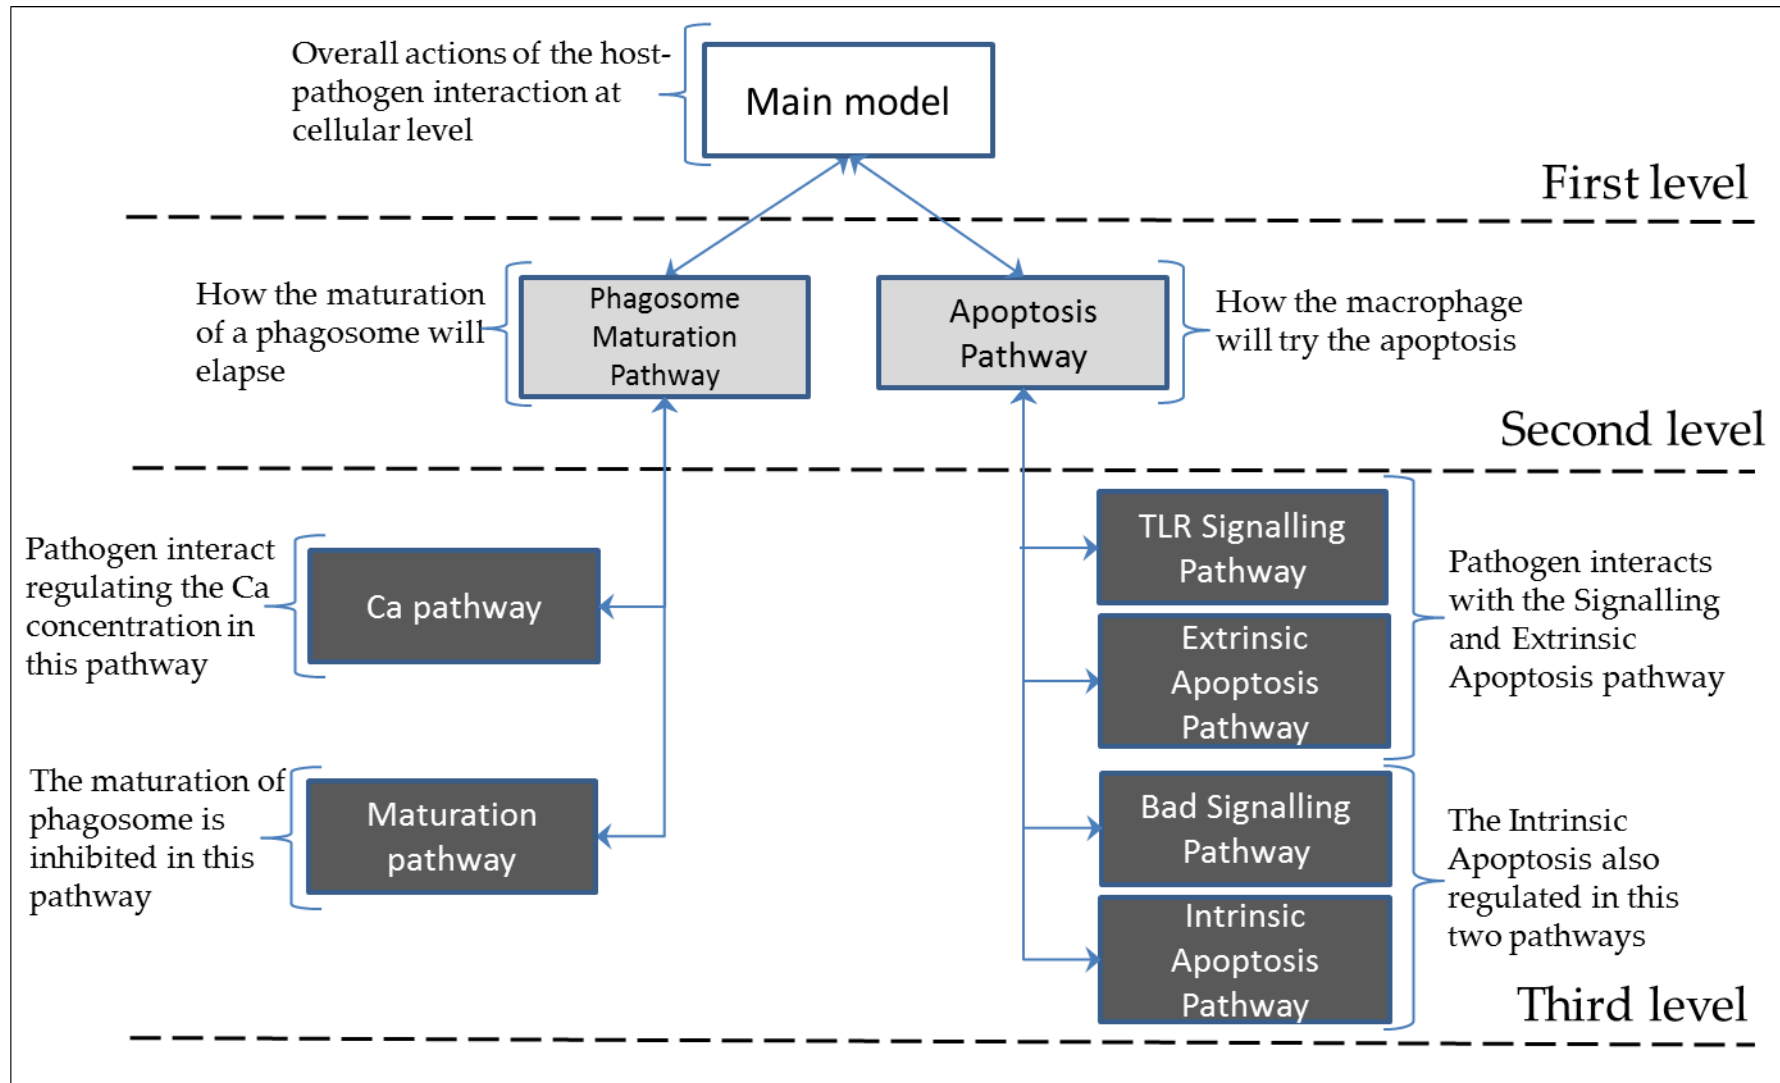 Overall actions of the host-
pathogen interaction at
cellular level
Main model
First level
How the maturation
of a phagosome will
elapse
Phagosome
Maturation
Pathway
Apoptosis
Pathway
How the macrophage
will try the apoptosis
Second level
Pathogen interact
regulating the Ca
concentration in
this pathway
Ca pathway
The maturation of
phagosome is
inhibited in this
pathway
Maturation
pathway
TLR Signalling
Pathway
Extrinsic
Apoptosis
Pathway
Pathogen interacts
with the Signalling
and Extrinsic
Apoptosis pathway
Bad Signalling
Pathway
Intrinsic
Apoptosis
Pathway
The Intrinsic
Apoptosis also
regulated in this
two pathways
Third level